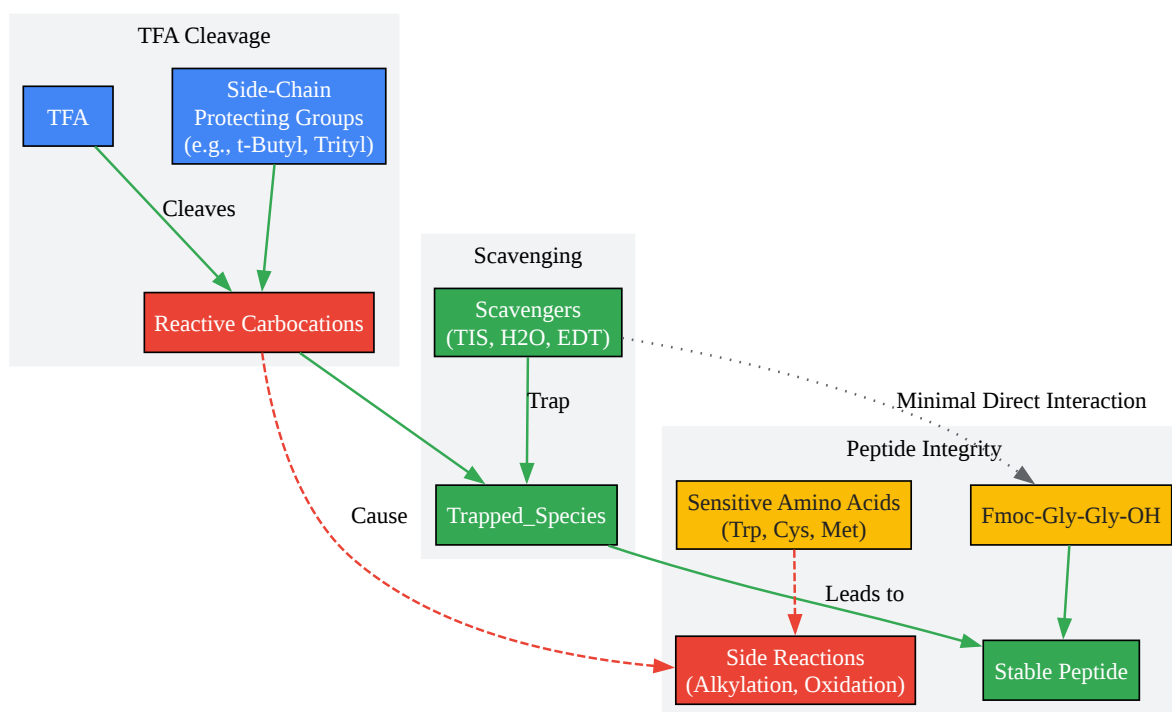 TFA Cleavage
TFA
Side-Chain
Protecting Groups
(e.g., t-Butyl, Trityl)
Cleaves
Reactive Carbocations
Scavenging
Scavengers
(TIS, H2O, EDT)
Trap
Minimal Direct Interaction
Peptide Integrity
Cause
Trapped_Species
Sensitive Amino Acids
(Trp, Cys, Met)
Fmoc-Gly-Gly-OH
Leads to
Side Reactions
(Alkylation, Oxidation)
Stable Peptide